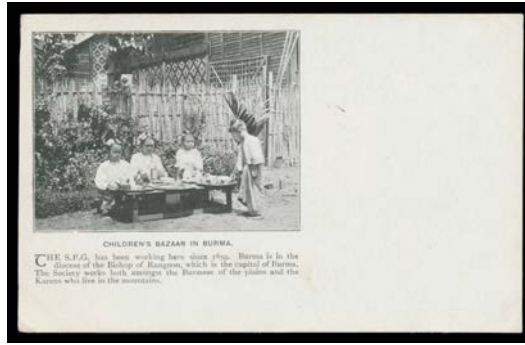 CHILDREN'S BAZAAR IN BURMA.
THE S.P.G. has been working here since 1859. Burma is in the
diocese of the Bishop of Rangoon, which is the capital of Burma.
The Society works both amongst the Burmese of the plains and the
Karens who live in the mountains.